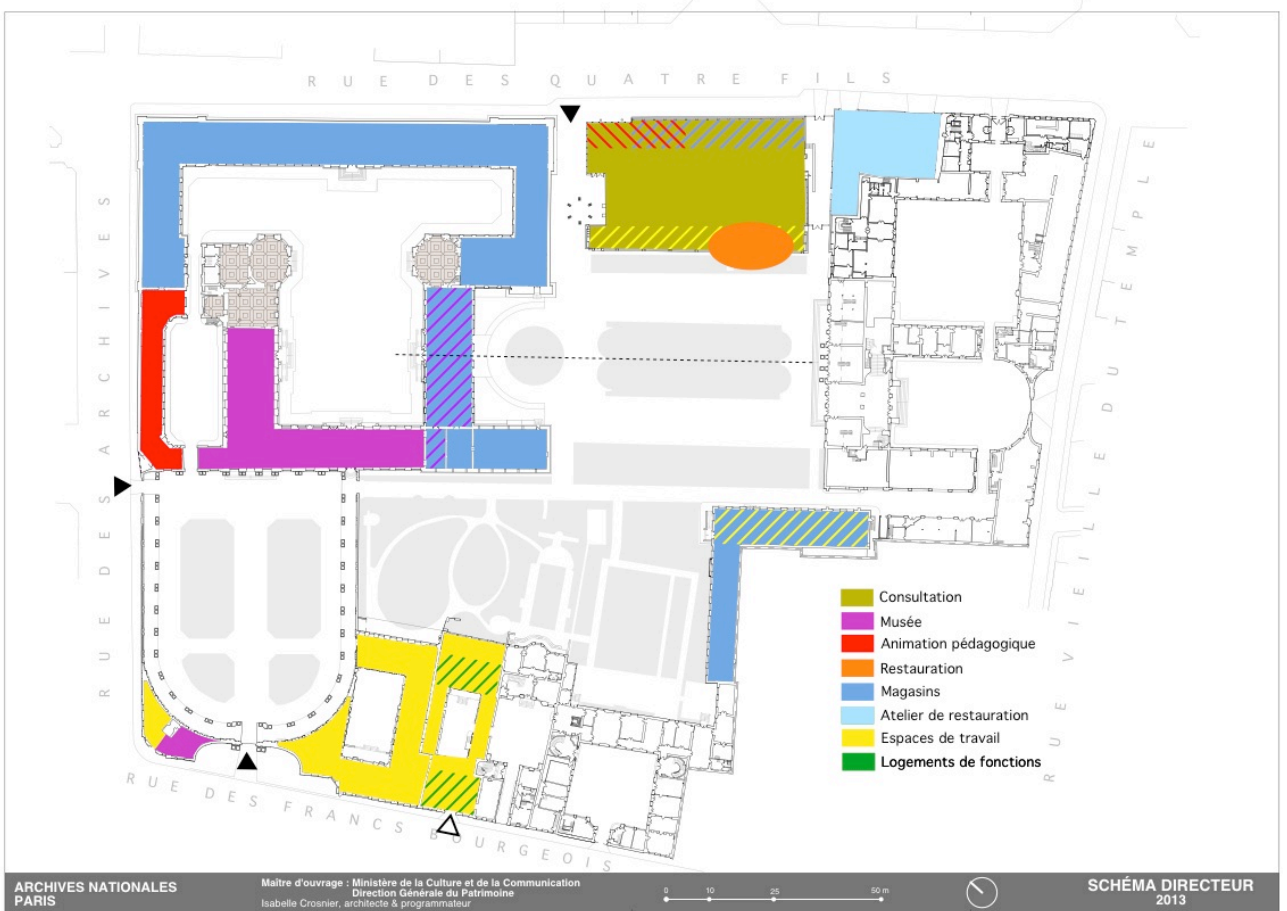 RUE DES QUATRE FILS
RUE DES ARCHIVES
RUE VIEILLE DU TEMPLE
RUE DES FRANCS BOURGEOIS
Consultation
Musée
Animation pédagogique
Restauration
Magasins
Atelier de restauration
Espaces de travail
Logements de fonctions
ARCHIVES NATIONALES
PARIS
Maître d'ouvrage : Ministère de la Culture et de la Communication
Direction Générale du Patrimoine
Isabelle Crosnier, architecte & programmateur
0 10 25 50 m
SCHÉMA DIRECTEUR
2013